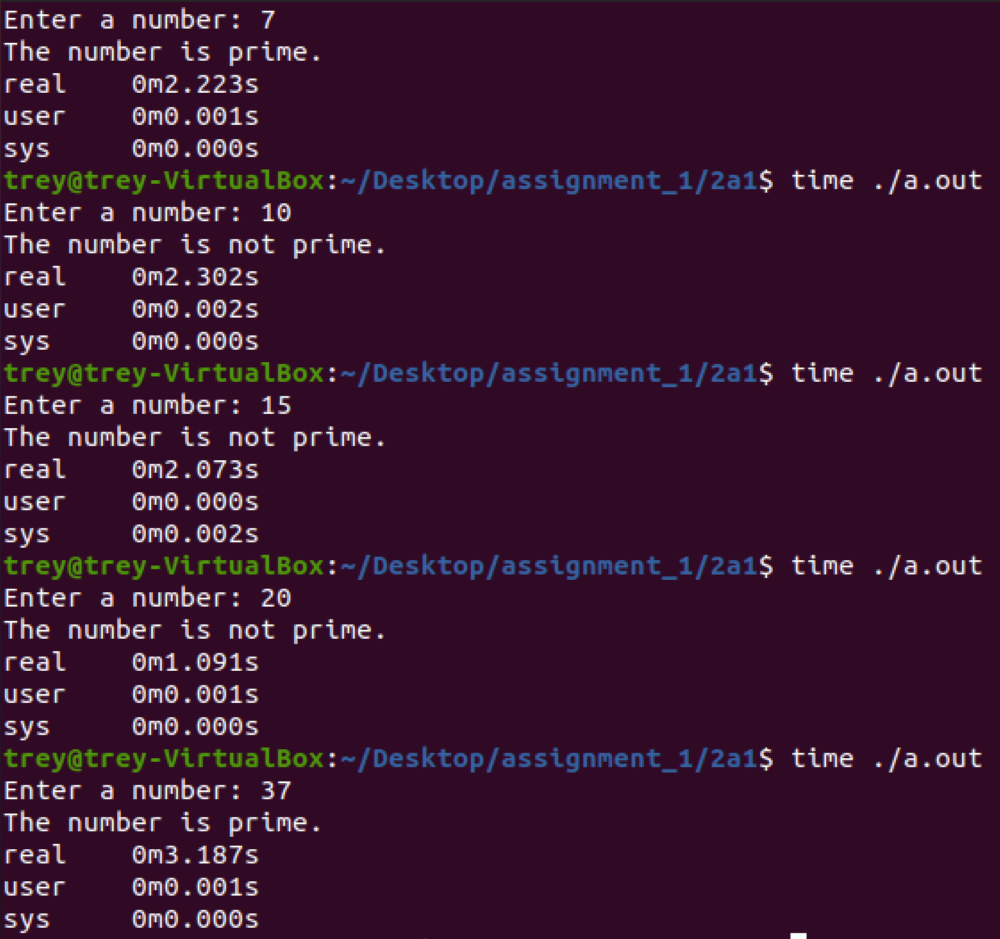 Enter a number: 7
The number is prime.
real    0m2.223s
user    0m0.001s
sys     0m0.000s
trey@trey-VirtualBox:~/Desktop/assignment_1/2a1$ time ./a.out
Enter a number: 10
The number is not prime.
real    0m2.302s
user    0m0.002s
sys     0m0.000s
trey@trey-VirtualBox:~/Desktop/assignment_1/2a1$ time ./a.out
Enter a number: 15
The number is not prime.
real    0m2.073s
user    0m0.000s
sys     0m0.002s
trey@trey-VirtualBox:~/Desktop/assignment_1/2a1$ time ./a.out
Enter a number: 20
The number is not prime.
real    0m1.091s
user    0m0.001s
sys     0m0.000s
trey@trey-VirtualBox:~/Desktop/assignment_1/2a1$ time ./a.out
Enter a number: 37
The number is prime.
real    0m3.187s
user    0m0.001s
sys     0m0.000s